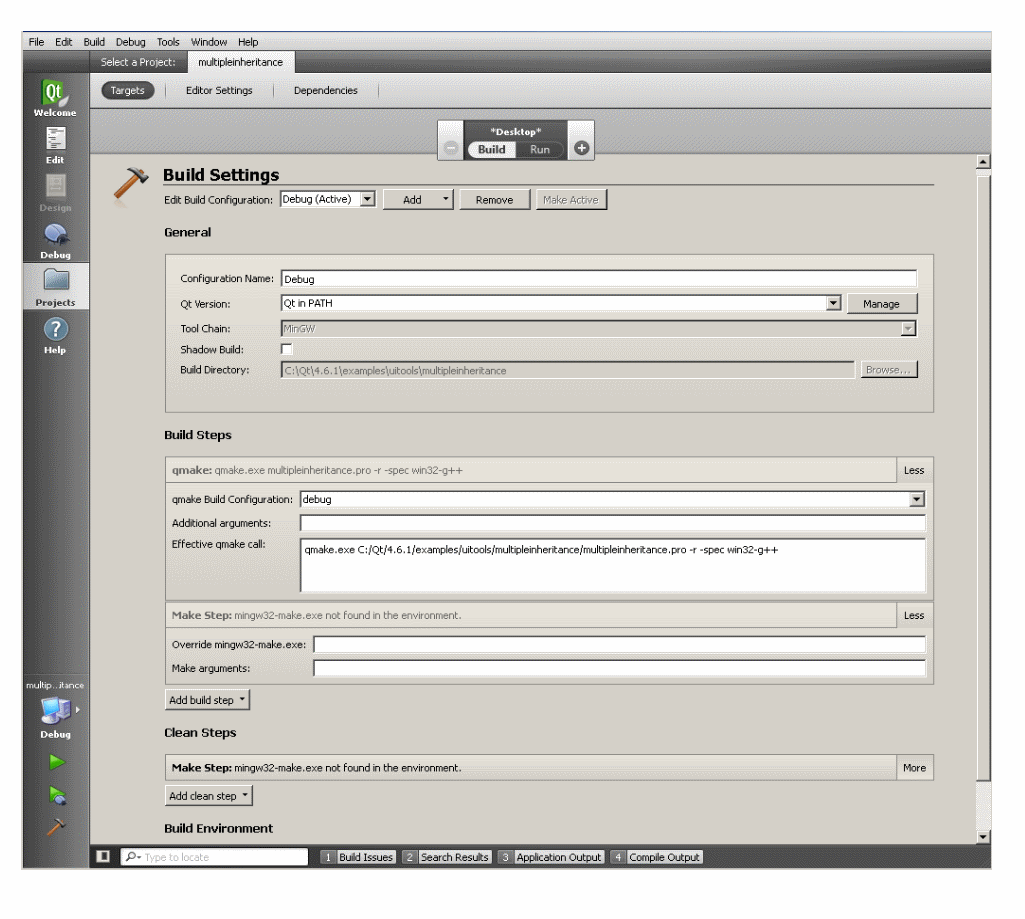 File Edit Build Debug Tools Window Help
Select a Project: multipleinheritance
Targets Editor Settings Dependencies
Qt
Welcome
Edit
Design
Debug
Projects
Help
*Desktop*
Build Run
Build Settings
Edit Build Configuration: Debug (Active) Add Remove Make Active
General
Configuration Name: Debug
Qt Version: Qt in PATH Manage
Tool Chain: MinGW
Shadow Build:
Build Directory: C:\Qt\4.6.1\examples\uitools\multipleinheritance Browse...
Build Steps
qmake: qmake.exe multipleinheritance.pro -r -spec win32-g++ Less
qmake Build Configuration: debug
Additional arguments:
Effective qmake call: qmake.exe C:/Qt/4.6.1/examples/uitools/multipleinheritance/multipleinheritance.pro -r -spec win32-g++
Make Step: mingw32-make.exe not found in the environment. Less
Override mingw32-make.exe:
Make arguments:
Add build step
Clean Steps
Make Step: mingw32-make.exe not found in the environment. More
Add clean step
Build Environment
multip...itance
Debug
Type to locate 1 Build Issues 2 Search Results 3 Application Output 4 Compile Output